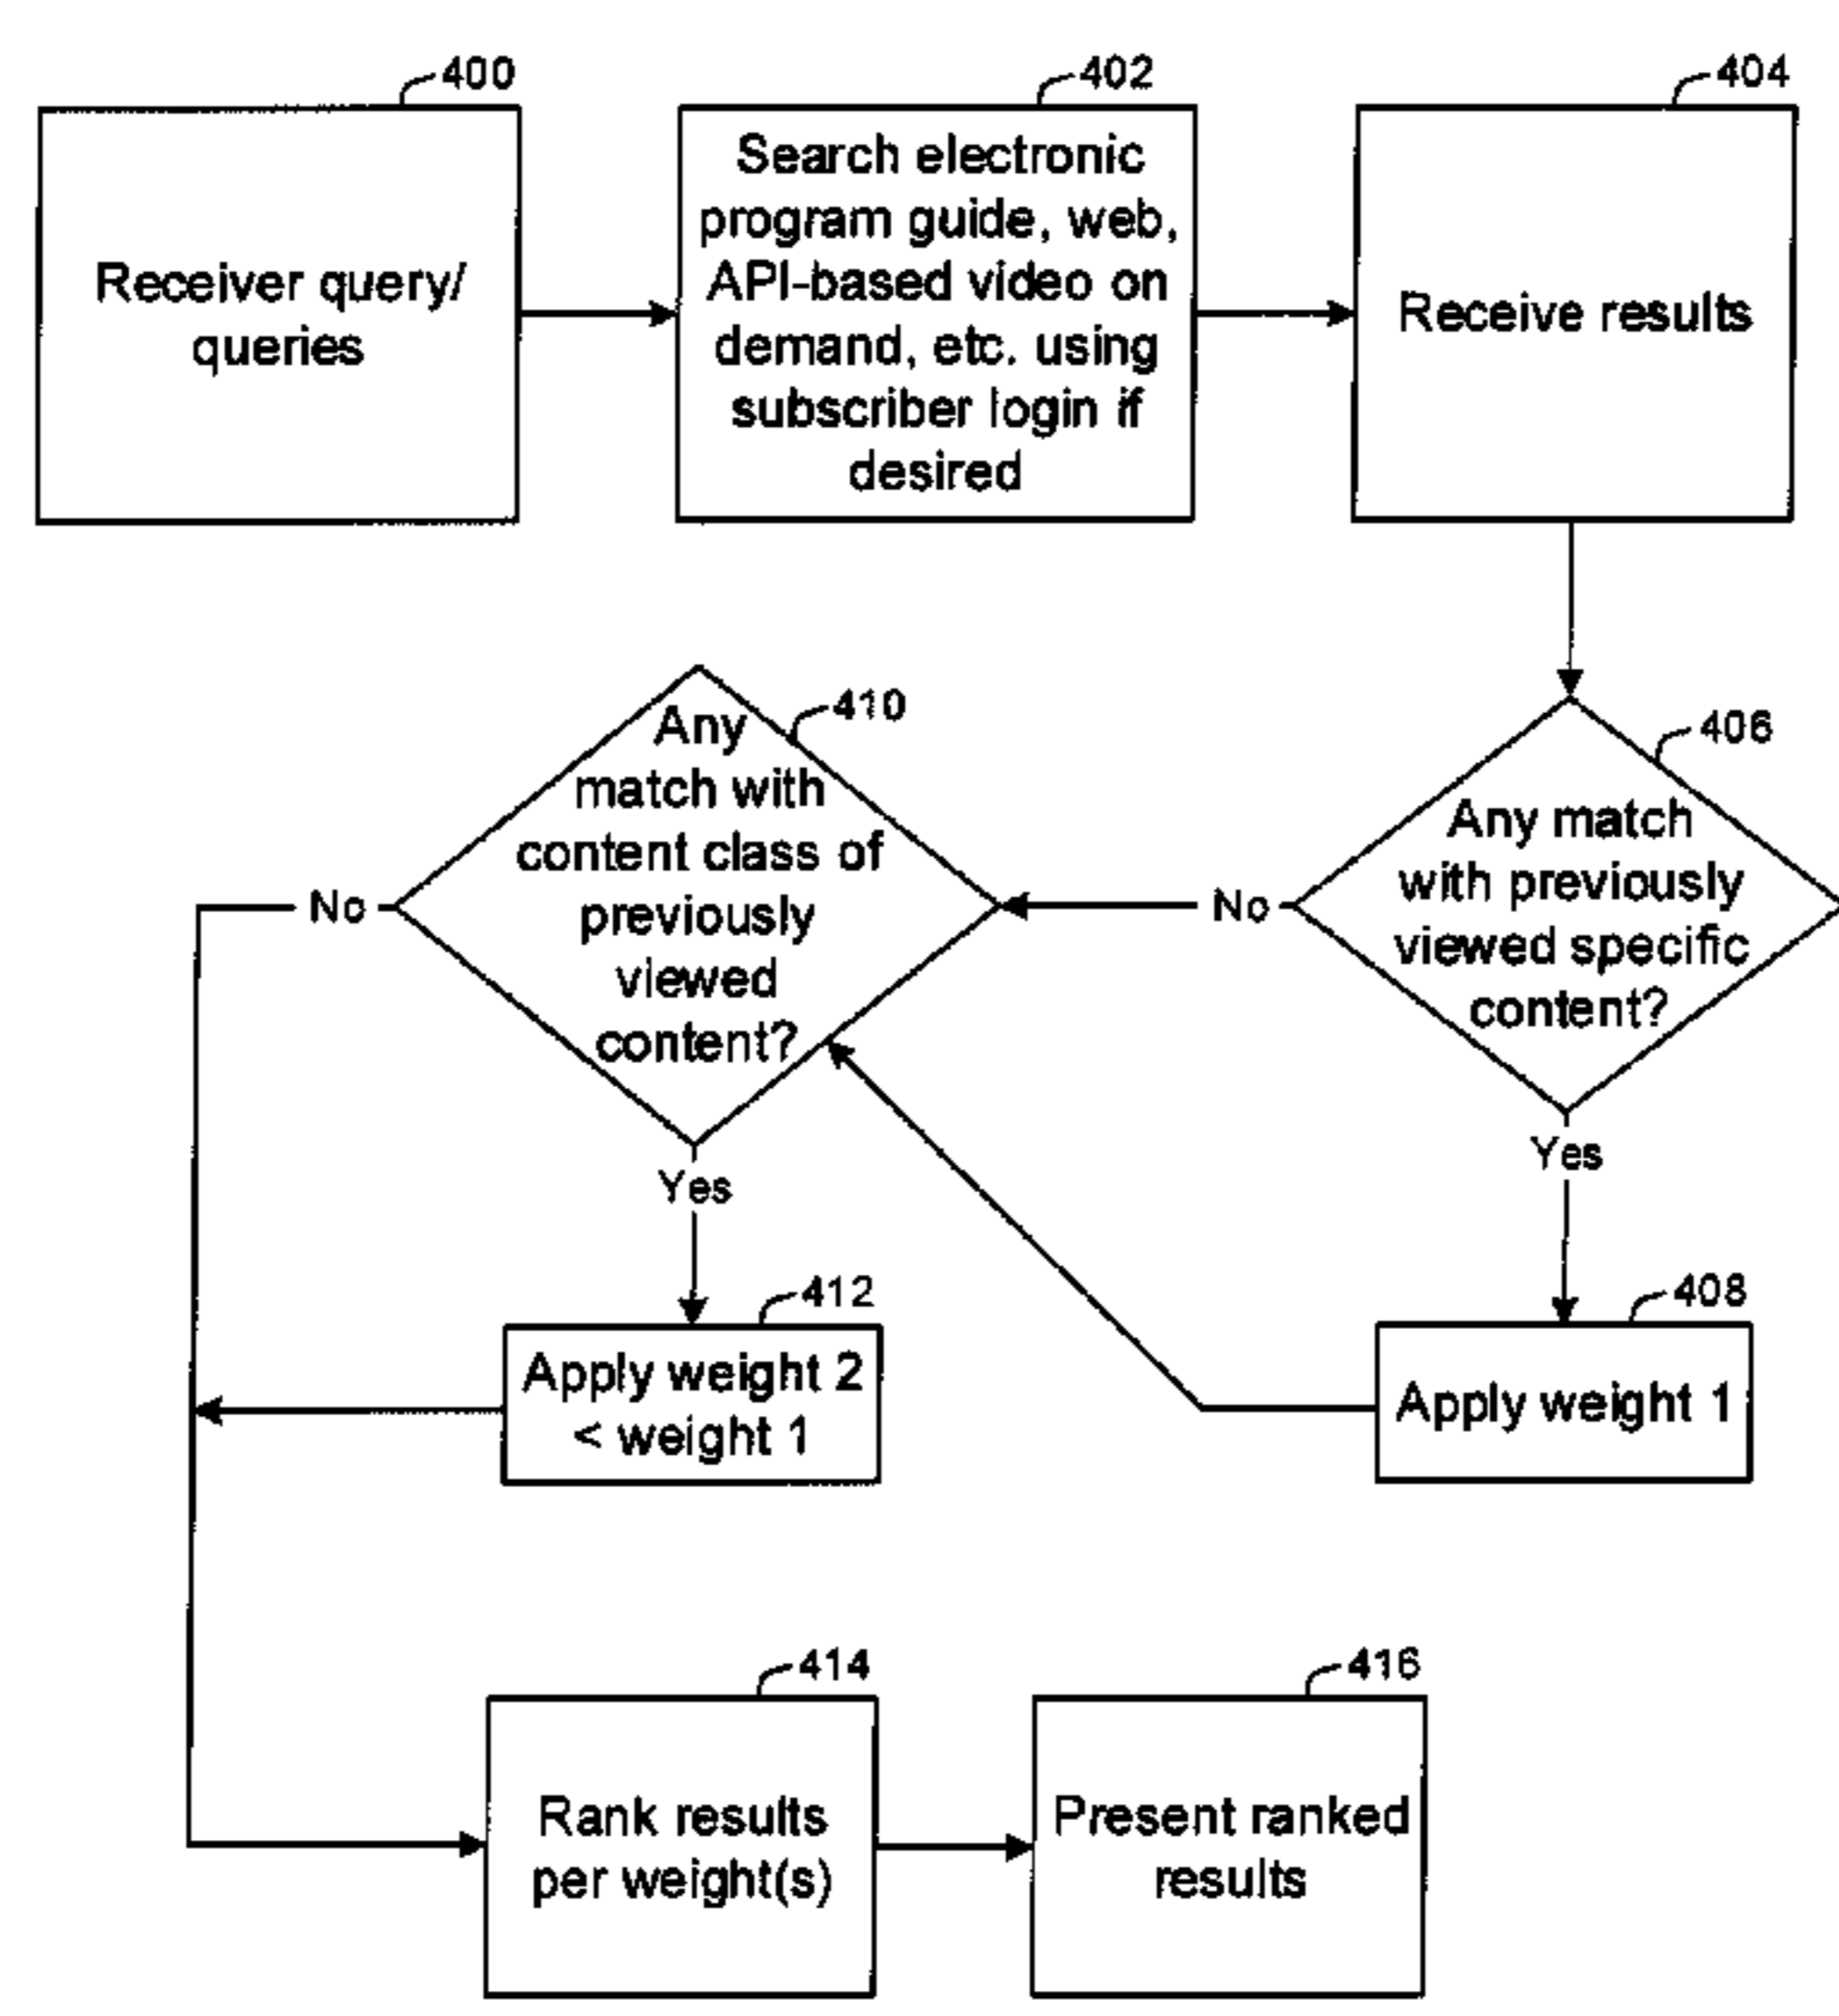 400
Receiver query/
queries
402
Search electronic
program guide, web,
API-based video on
demand, etc. using
subscriber login if
desired
404
Receive results
406
Any match
with previously
viewed specific
content?
No
Yes
408
Apply weight 1
410
Any
match with
content class of
previously
viewed
content?
No
Yes
412
Apply weight 2
< weight 1
414
Rank results
per weight(s)
416
Present ranked
results